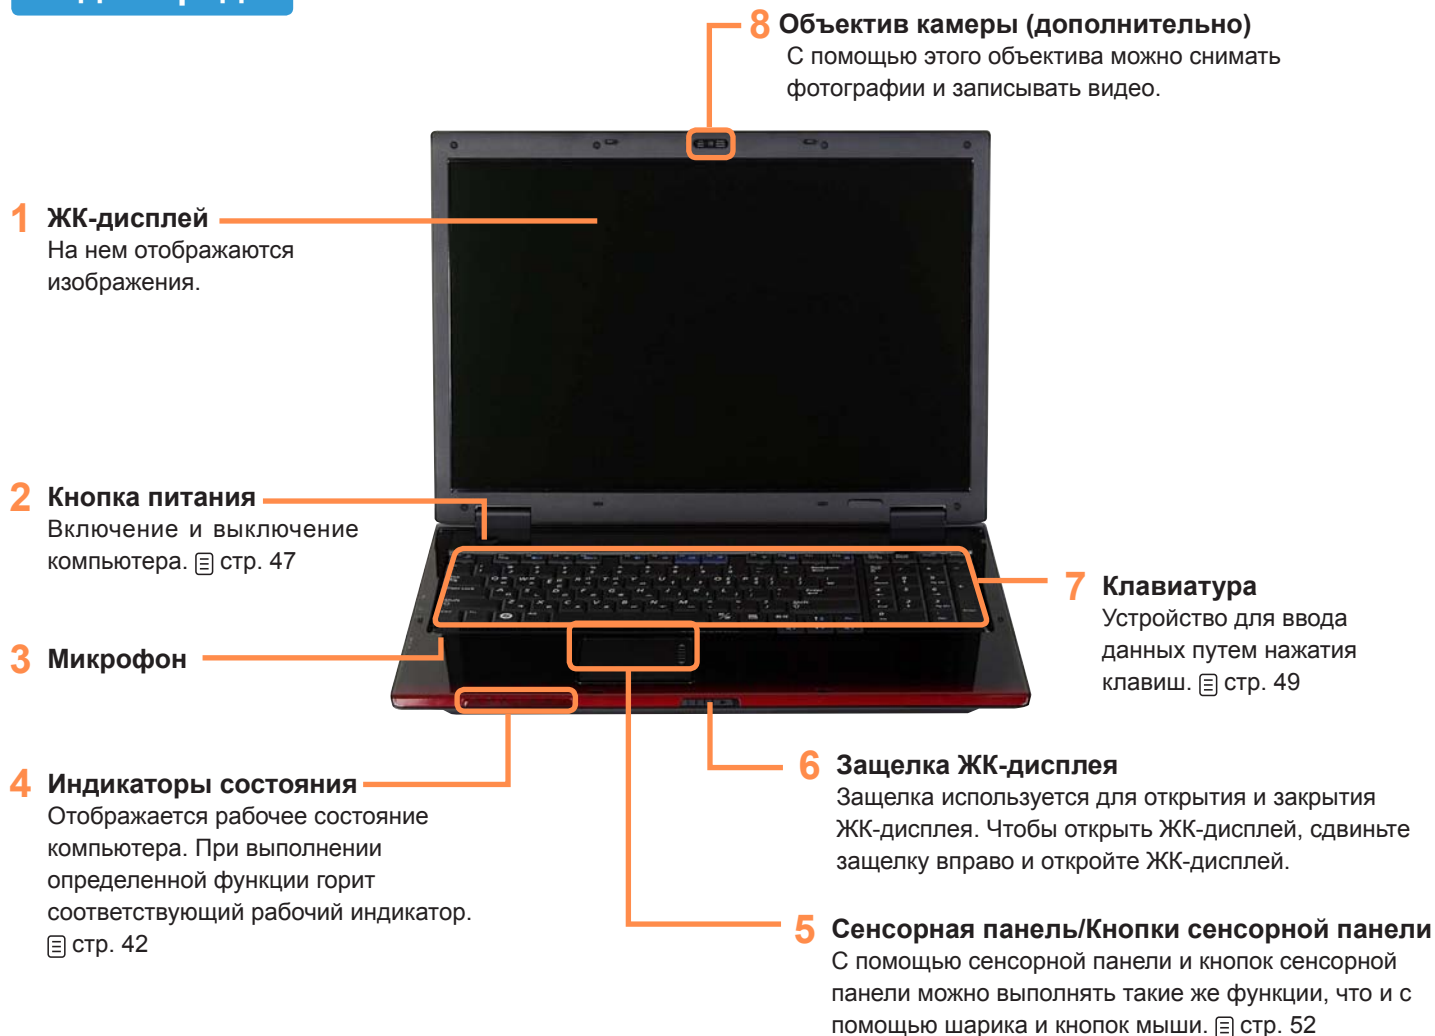 8 Объектив камеры (дополнительно)
С помощью этого объектива можно снимать
фотографии и записывать видео.
1 ЖК-дисплей
На нем отображаются
изображения.
2 Кнопка питания
Включение и выключение
компьютера. стр. 47
3 Микрофон
4 Индикаторы состояния
Отображается рабочее состояние
компьютера. При выполнении
определенной функции горит
соответствующий рабочий индикатор.
стр. 42
7 Клавиатура
Устройство для ввода
данных путем нажатия
клавиш. стр. 49
6 Защелка ЖК-дисплея
Защелка используется для открытия и закрытия
ЖК-дисплея. Чтобы открыть ЖК-дисплей, сдвиньте
защелку вправо и откройте ЖК-дисплей.
5 Сенсорная панель/Кнопки сенсорной панели
С помощью сенсорной панели и кнопок сенсорной
панели можно выполнять такие же функции, что и с
помощью шарика и кнопок мыши. стр. 52